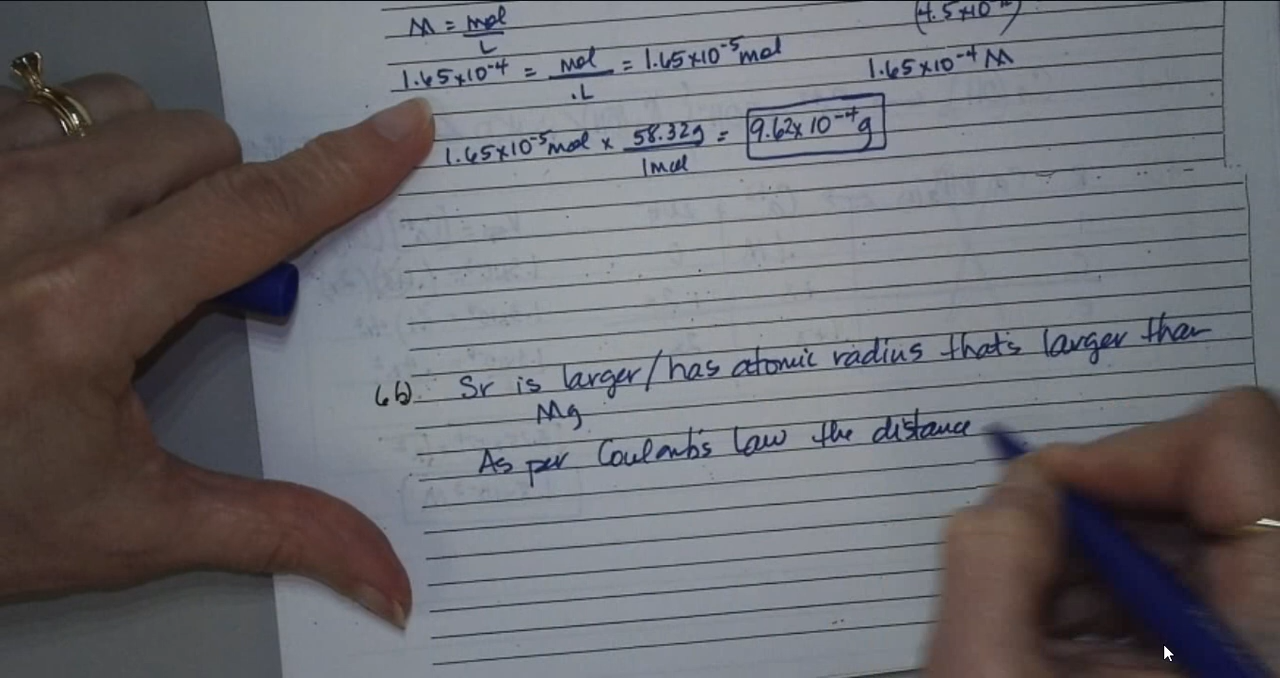 M = mol/L
(4.5x10
1.65x10⁻⁴ = mol/.L = 1.65x10⁻⁵ mol
1.65x10⁻⁴ M
1.65x10⁻⁵ mol x 58.32g/1mol = 9.62x10⁻⁴ g
6b). Sr is larger/has atomic radius that's larger than
Mg
As per Coulomb's Law the distance